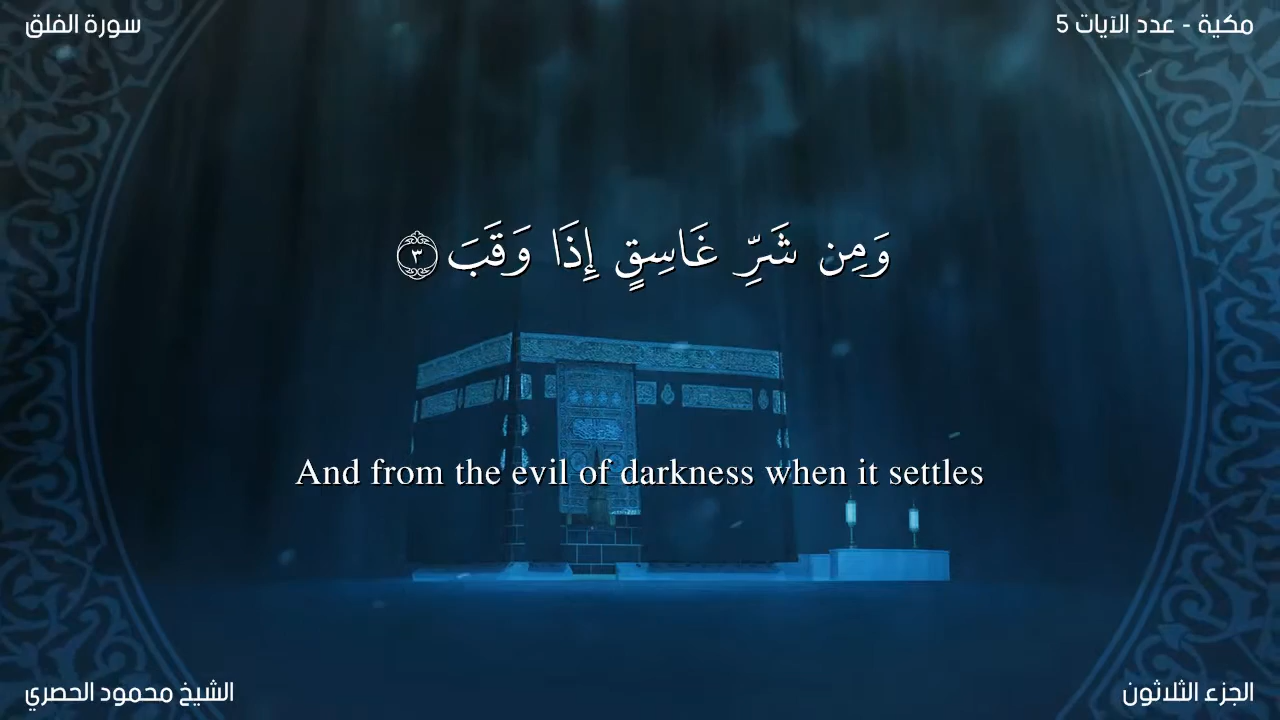 مكية - عدد الآيات 5
سورة الفلق
وَمِن شَرِّ غَاسِقٍ إِذَا وَقَبَ ٣
And from the evil of darkness when it settles
الجزء الثلاثون
الشيخ محمود الحصري